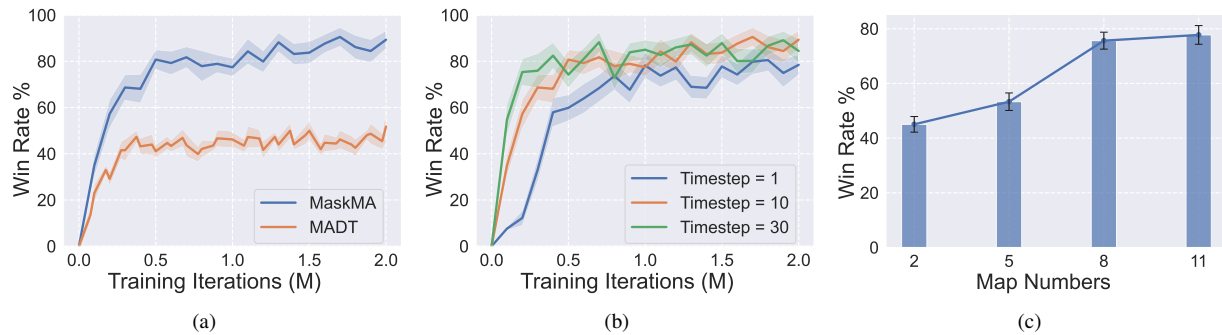 100
80
60
40
20
0
Win Rate %
0.0 0.5 1.0 1.5 2.0
Training Iterations (M)
MaskMA
MADT
(a)
100
80
60
40
20
0
Win Rate %
0.0 0.5 1.0 1.5 2.0
Training Iterations (M)
Timestep = 1
Timestep = 10
Timestep = 30
(b)
80
60
40
20
0
Win Rate %
2 5 8 11
Map Numbers
(c)